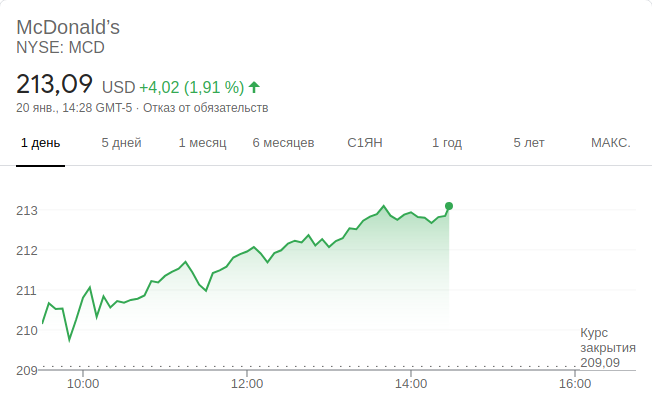 McDonald’s
NYSE: MCD
213,09 USD +4,02 (1,91 %)
20 янв., 14:28 GMT-5 · Отказ от обязательств
1 день 5 дней 1 месяц 6 месяцев С1ЯН 1 год 5 лет МАКС.
213
212
211
210
209
Курс
закрытия
209,09
10:00 12:00 14:00 16:00